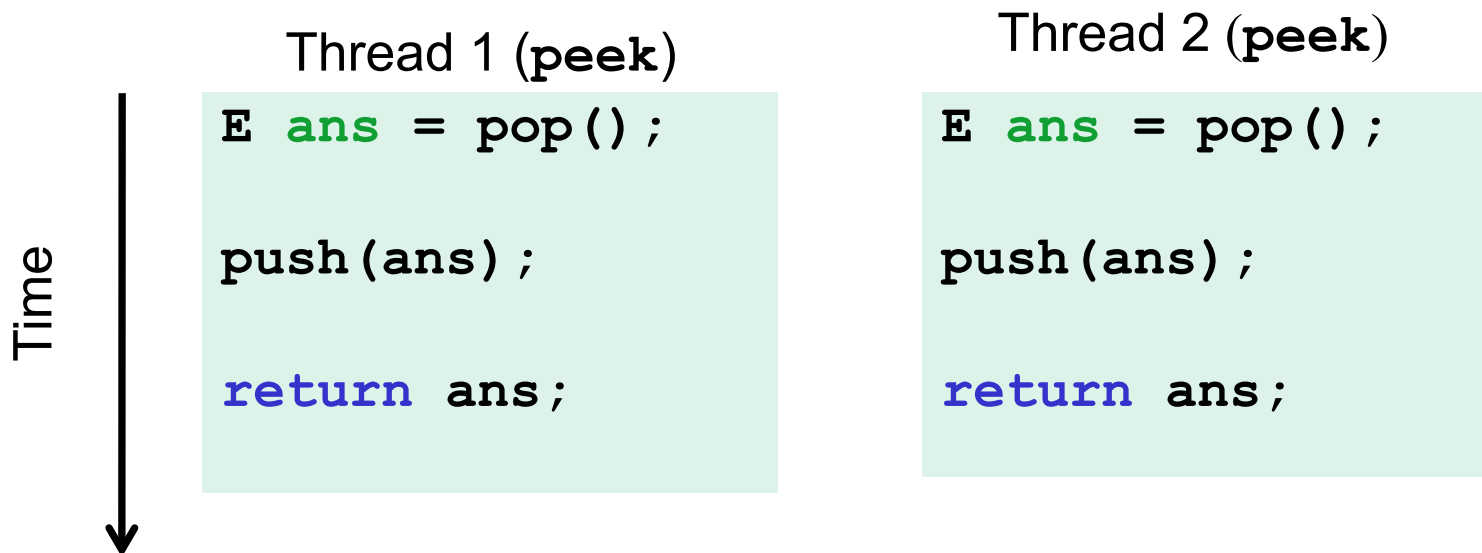 Time
Thread 1 (peek)
E ans = pop();
push(ans);
return ans;
Thread 2 (peek)
E ans = pop();
push(ans);
return ans;